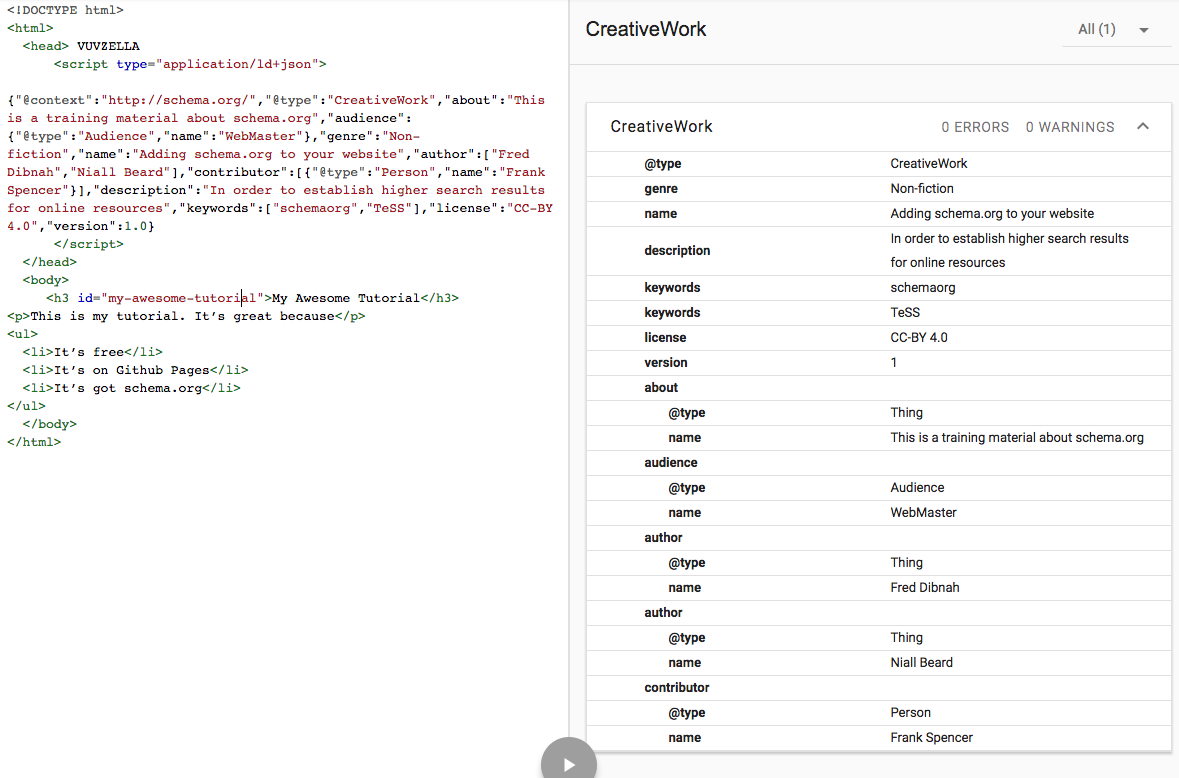 <!DOCTYPE html>
<html>
<head> VUVZELLA
<script type="application/ld+json">
{"@context":"http://schema.org/","@type":"CreativeWork","about":"This
is a training material about schema.org","audience":
{"@type":"Audience","name":"WebMaster"},"genre":"Non-
fiction","name":"Adding schema.org to your website","author":["Fred
Dibnah","Niall Beard"],"contributor":[{"@type":"Person","name":"Frank
Spencer"}],"description":"In order to establish higher search results
for online resources","keywords":["schemaorg","TeSS"],"license":"CC-BY
4.0","version":1.0}
</script>
</head>
<body>
<h3 id="my-awesome-tutorial">My Awesome Tutorial</h3>
<p>This is my tutorial. It’s great because</p>
<ul>
<li>It’s free</li>
<li>It’s on Github Pages</li>
<li>It’s got schema.org</li>
</ul>
</body>
</html>
CreativeWork
All (1)
CreativeWork 0 ERRORS 0 WARNINGS
@type CreativeWork
genre Non-fiction
name Adding schema.org to your website
description In order to establish higher search results
for online resources
keywords schemaorg
keywords TeSS
license CC-BY 4.0
version 1
about
@type Thing
name This is a training material about schema.org
audience
@type Audience
name WebMaster
author
@type Thing
name Fred Dibnah
author
@type Thing
name Niall Beard
contributor
@type Person
name Frank Spencer